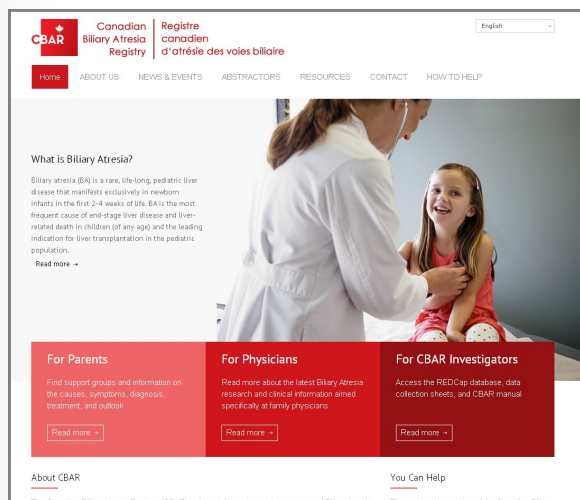 CBAR
Canadian
Biliary Atresia
Registry
Registre
canadien
d'atrésie des voies biliaire
English
Home
ABOUT US
NEWS & EVENTS
ABSTRACTORS
RESOURCES
CONTACT
HOW TO HELP
What is Biliary Atresia?
Biliary atresia (BA) is a rare, life-long, pediatric liver
disease that manifests exclusively in newborn
infants in the first 2-4 weeks of life. BA is the most
frequent cause of end-stage liver disease and liver-
related death in children (of any age) and the leading
indication for liver transplantation in the pediatric
population.
Read more →
For Parents
Find support groups and information on
the causes, symptoms, diagnosis,
treatment, and outlook
Read more →
For Physicians
Read more about the latest Biliary Atresia
research and clinical information aimed
specifically at family physicians
Read more →
For CBAR Investigators
Access the REDCap database, data
collection sheets, and CBAR manual
Read more →
About CBAR
You Can Help